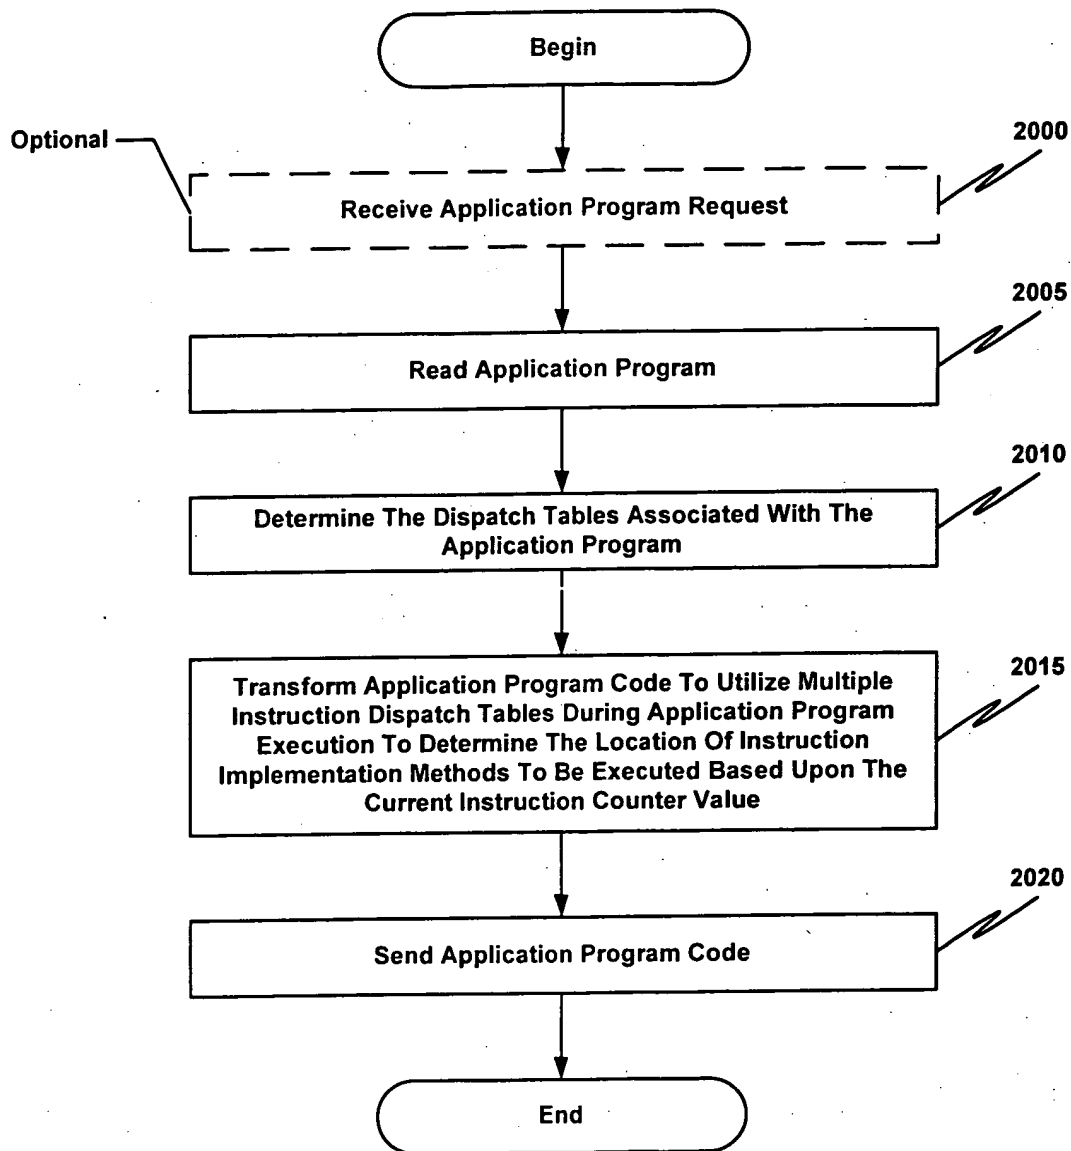 Begin
Optional
2000
Receive Application Program Request
2005
Read Application Program
2010
Determine The Dispatch Tables Associated With The
Application Program
2015
Transform Application Program Code To Utilize Multiple
Instruction Dispatch Tables During Application Program
Execution To Determine The Location Of Instruction
Implementation Methods To Be Executed Based Upon The
Current Instruction Counter Value
2020
Send Application Program Code
End